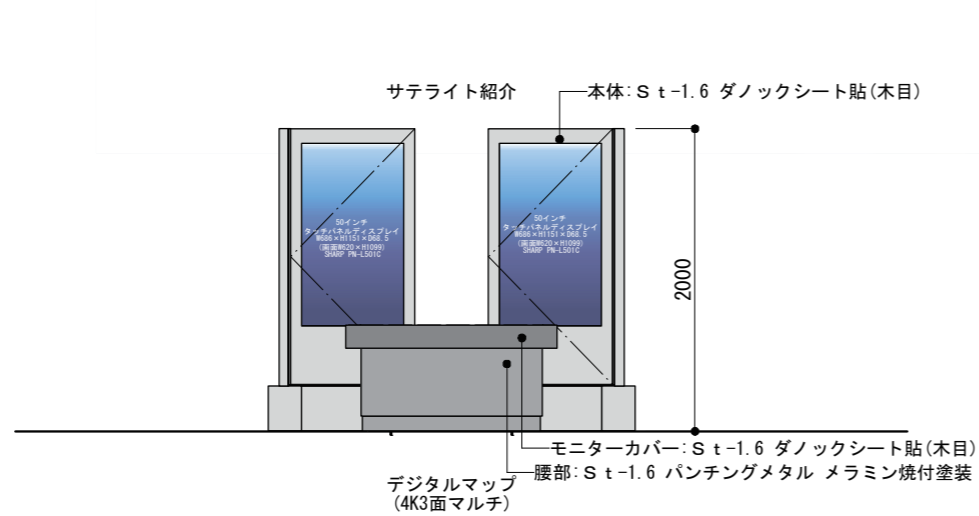 サテライト紹介
本体:Ｓｔ-1.6 ダノックシート貼(木目)
50インチ
タッチパネルディスプレイ
W686×H1151×D68.5
(画面W620×H1099)
SHARP PN-L501C
50インチ
タッチパネルディスプレイ
W686×H1151×D68.5
(画面W620×H1099)
SHARP PN-L501C
2000
モニターカバー:Ｓｔ-1.6 ダノックシート貼(木目)
腰部:Ｓｔ-1.6 パンチングメタル メラミン焼付塗装
デジタルマップ
(4K3面マルチ)